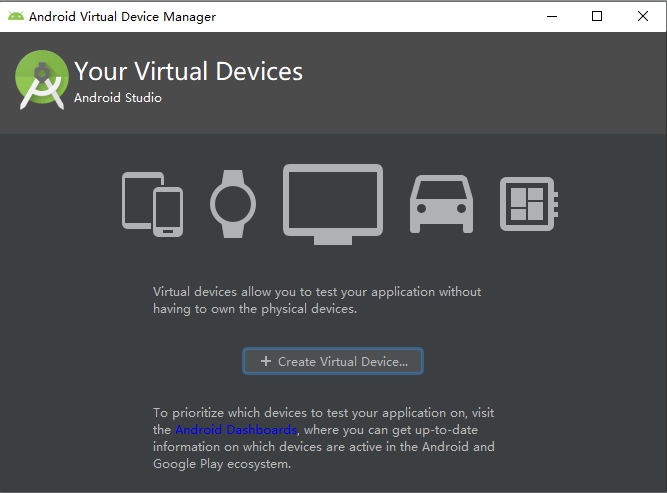 Android Virtual Device Manager
Your Virtual Devices
Android Studio
Virtual devices allow you to test your application without
having to own the physical devices.
+ Create Virtual Device...
To prioritize which devices to test your application on, visit
the Android Dashboards, where you can get up-to-date
information on which devices are active in the Android and
Google Play ecosystem.